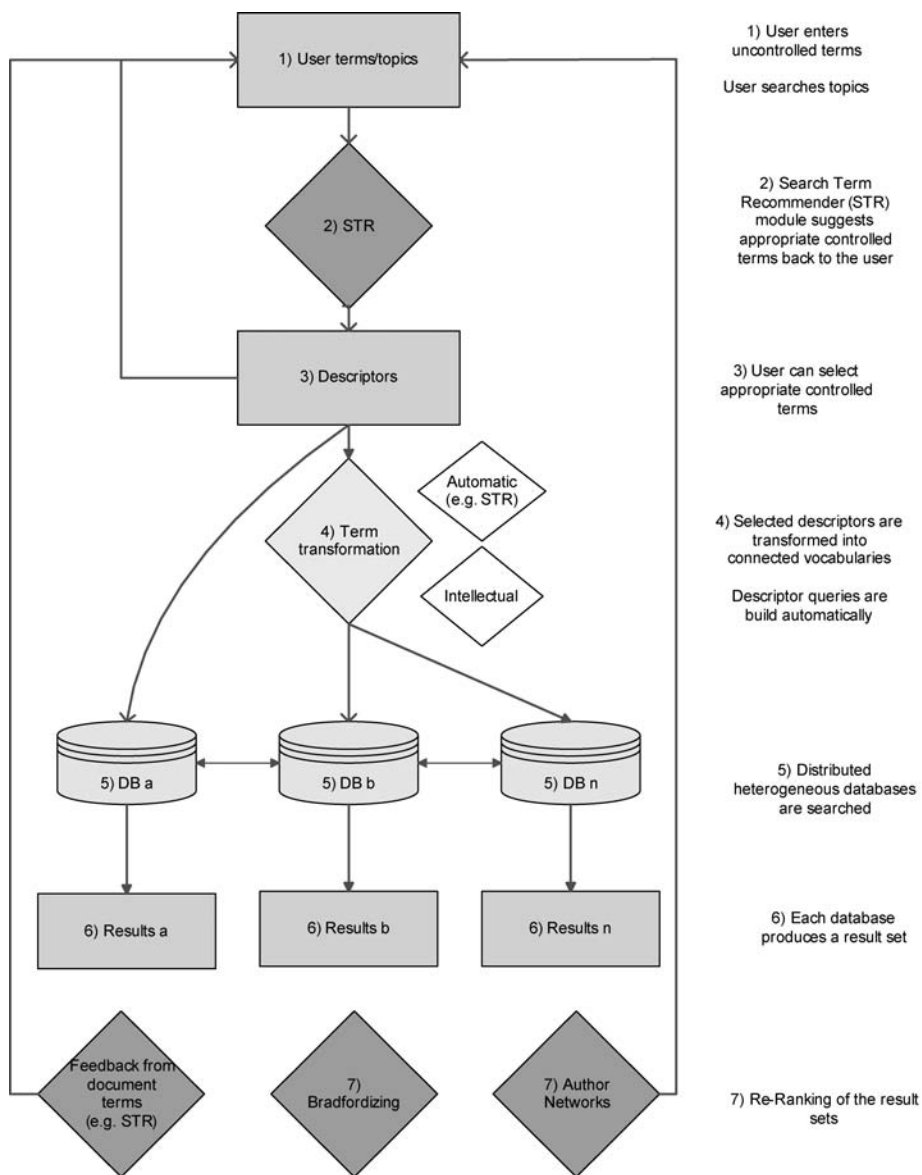 1) User terms/topics
1) User enters
uncontrolled terms
User searches topics
2) STR
2) Search Term
Recommender (STR)
module suggests
appropriate controlled
terms back to the user
3) Descriptors
3) User can select
appropriate controlled
terms
Automatic
(e.g. STR)
4) Term
transformation
Intellectual
4) Selected descriptors are
transformed into
connected vocabularies
Descriptor queries are
build automatically
5) DB a
5) DB b
5) DB n
5) Distributed
heterogeneous databases
are searched
6) Results a
6) Results b
6) Results n
6) Each database
produces a result set
Feedback from
document
terms
(e.g. STR)
7)
Bradfordizing
7) Author
Networks
7) Re-Ranking of the result
sets